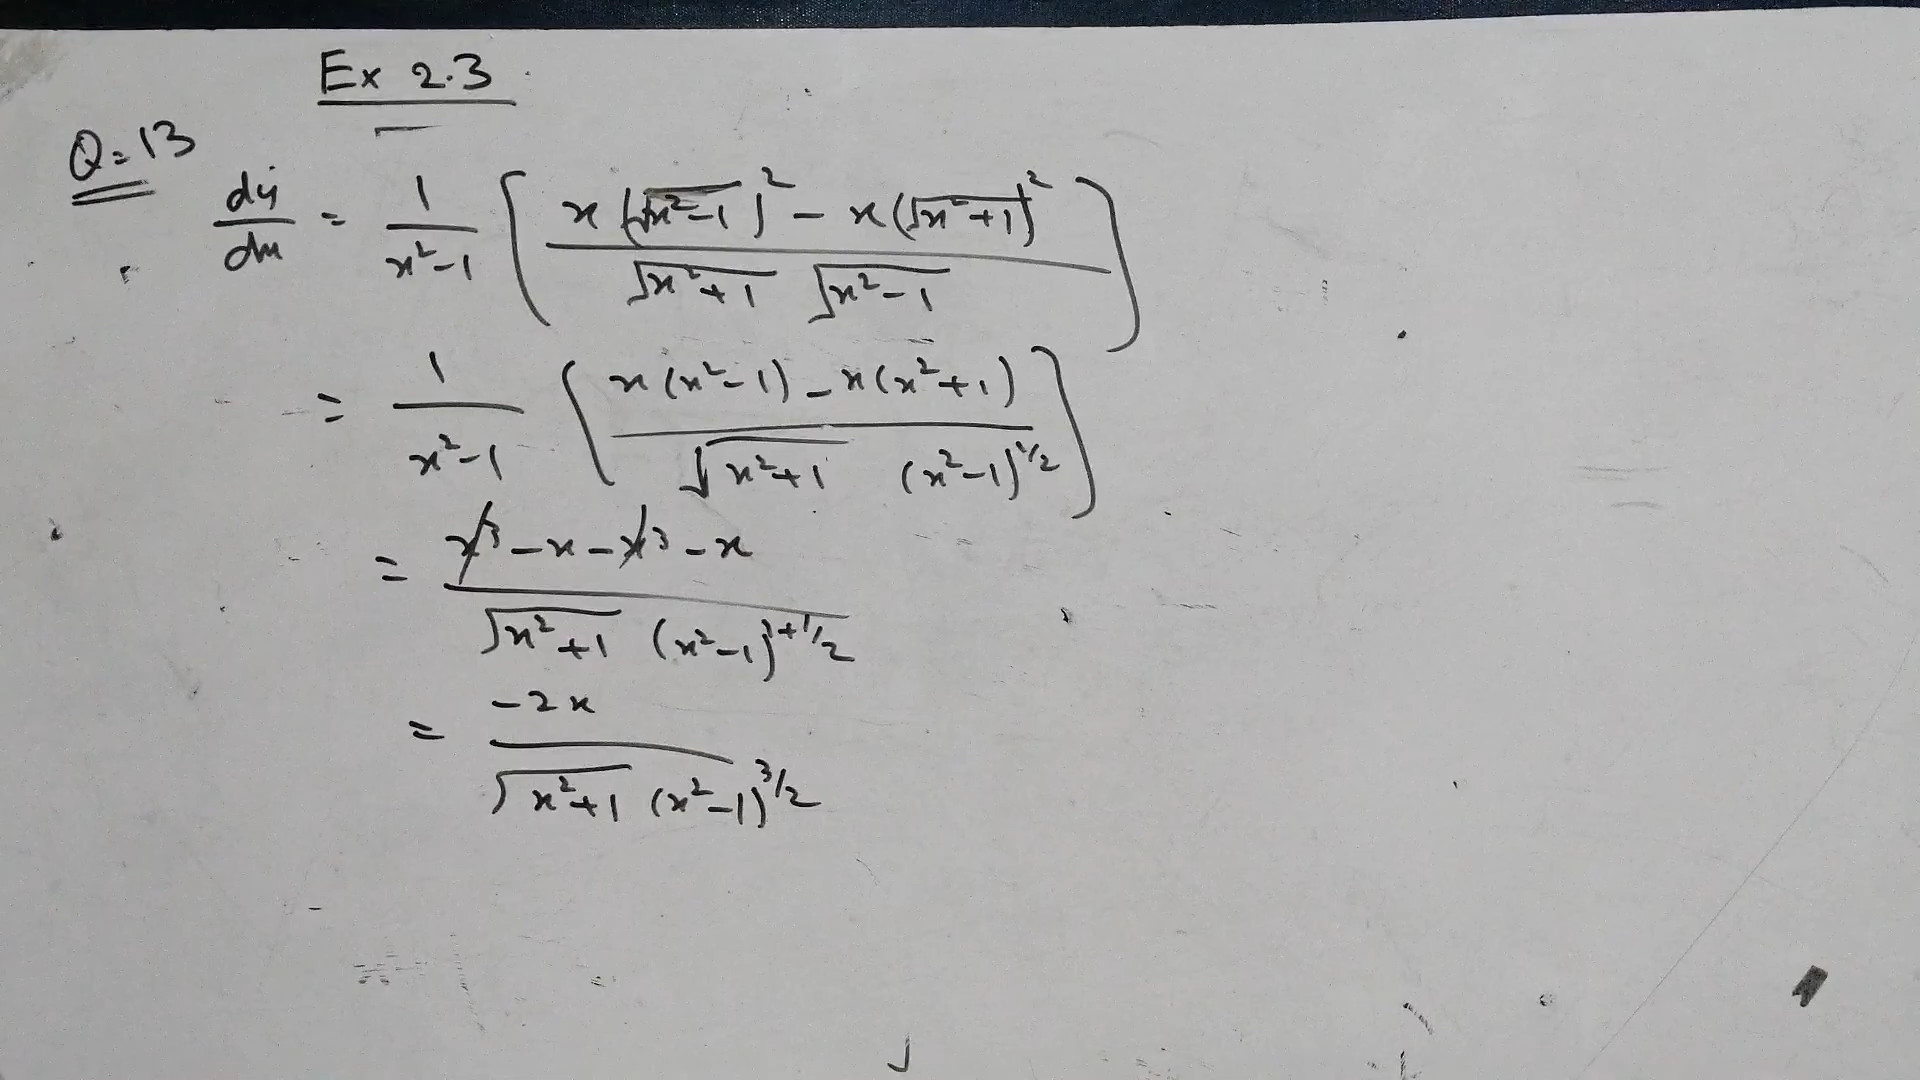 Ex 2.3
Q=13
dy/dx = 1/(x²-1) [ (x(√(x²-1))² - x(√(x²+1))²) / (√(x²+1) √(x²-1)) ]
= 1/(x²-1) [ (x(x²-1) - x(x²+1)) / (√(x²+1) (x²-1)^(1/2)) ]
= (x³ - x - x³ - x) / (√(x²+1) (x²-1)^(1+1/2))
= -2x / (√(x²+1) (x²-1)^(3/2))